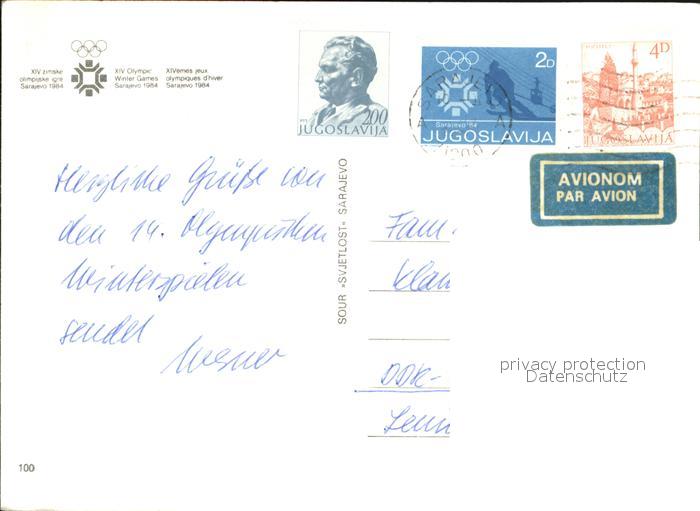 XIV zimske
olimpijske igre
Sarajevo 1984
XIV Olympic
Winter Games
Sarajevo 1984
XIVèmes jeux
olympiques d'hiver
Sarajevo 1984
200
JUGOSLAVIJA
2D
Sarajevo '84
JUGOSLAVIJA
4D
JUGOSLAVIJA
AVIONOM
PAR AVION
Herzliche Grüße von
den 14. Olympischen
Winterspielen
sendet
Werner
SOUR »SVJETLOST« SARAJEVO
Fam.
Klau
DDR-
privacy protection
Datenschutz
100